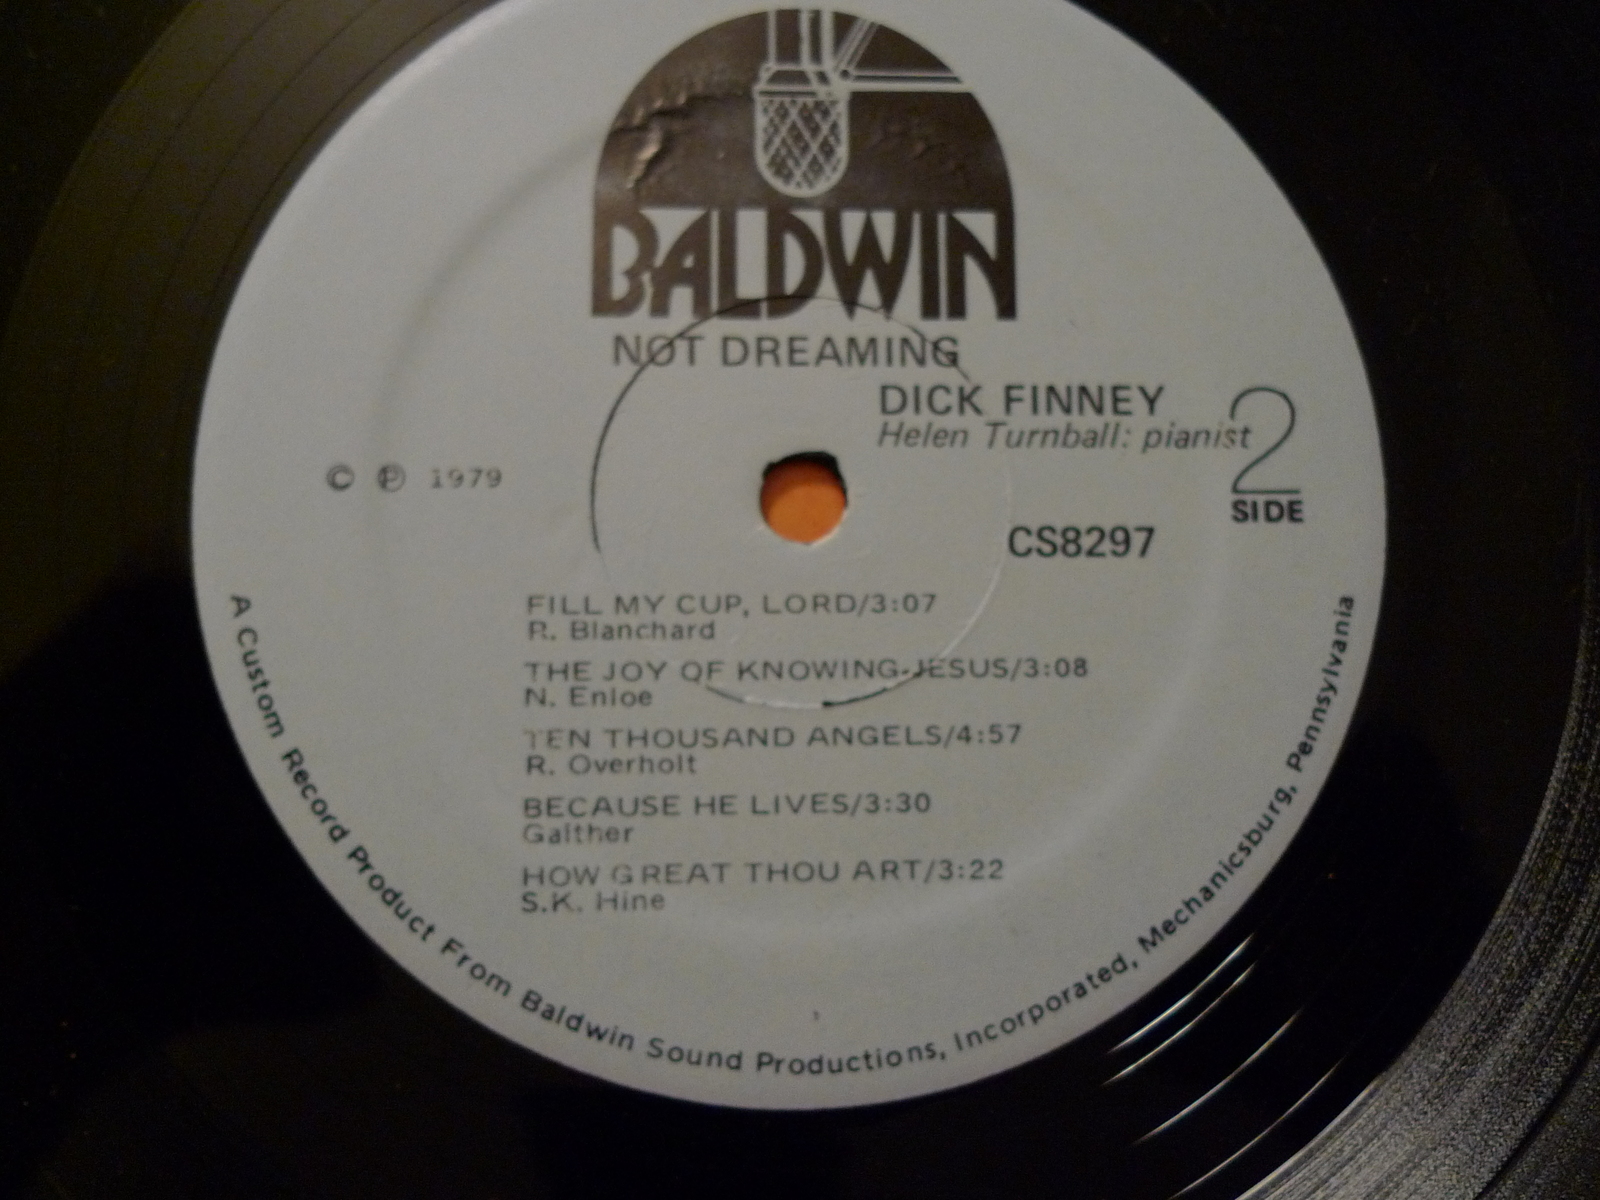 BALDWIN
NOT DREAMING
DICK FINNEY
Helen Turnball: pianist
2
SIDE
© ℗ 1979
CS8297
FILL MY CUP, LORD/3:07
R. Blanchard
THE JOY OF KNOWING JESUS/3:08
N. Enloe
TEN THOUSAND ANGELS/4:57
R. Overholt
BECAUSE HE LIVES/3:30
Gaither
HOW GREAT THOU ART/3:22
S.K. Hine
A Custom Record Product From Baldwin Sound Productions, Incorporated, Mechanicsburg, Pennsylvania